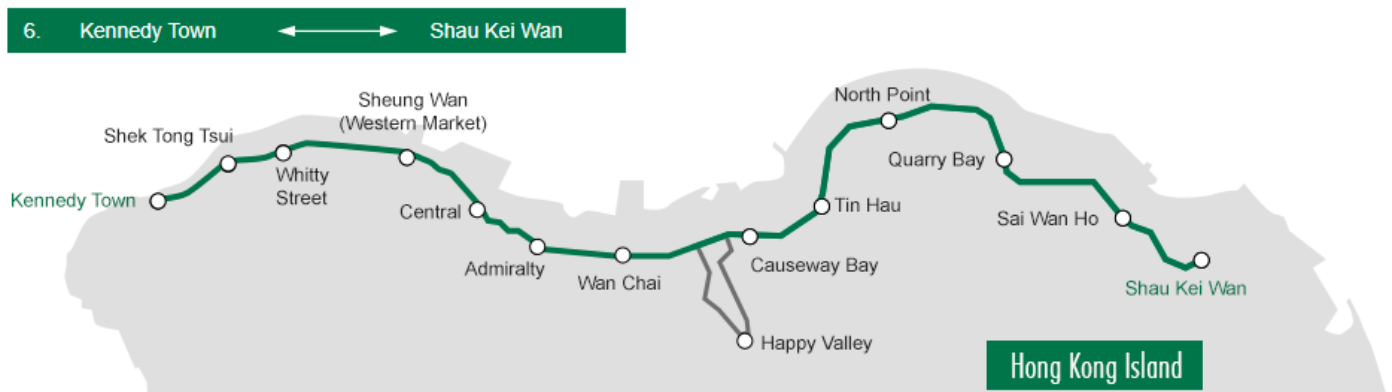 6. Kennedy Town Shau Kei Wan
Sheung Wan
(Western Market)
North Point
Shek Tong Tsui
Quarry Bay
Whitty
Street
Kennedy Town
Central
Tin Hau
Sai Wan Ho
Admiralty
Wan Chai
Causeway Bay
Shau Kei Wan
Happy Valley
Hong Kong Island